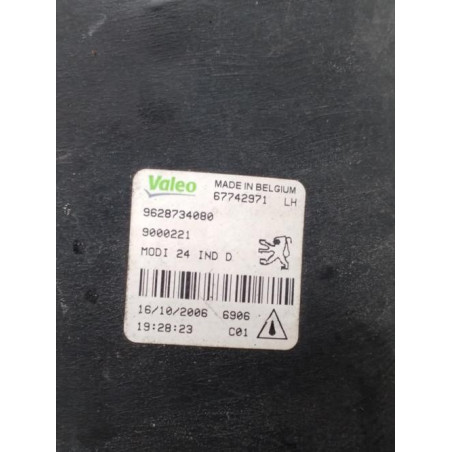 Valeo MADE IN BELGIUM
67742971 LH
9628734080
9000221
MODI 24 IND D
16/10/2006 6906
19:28:23 C01